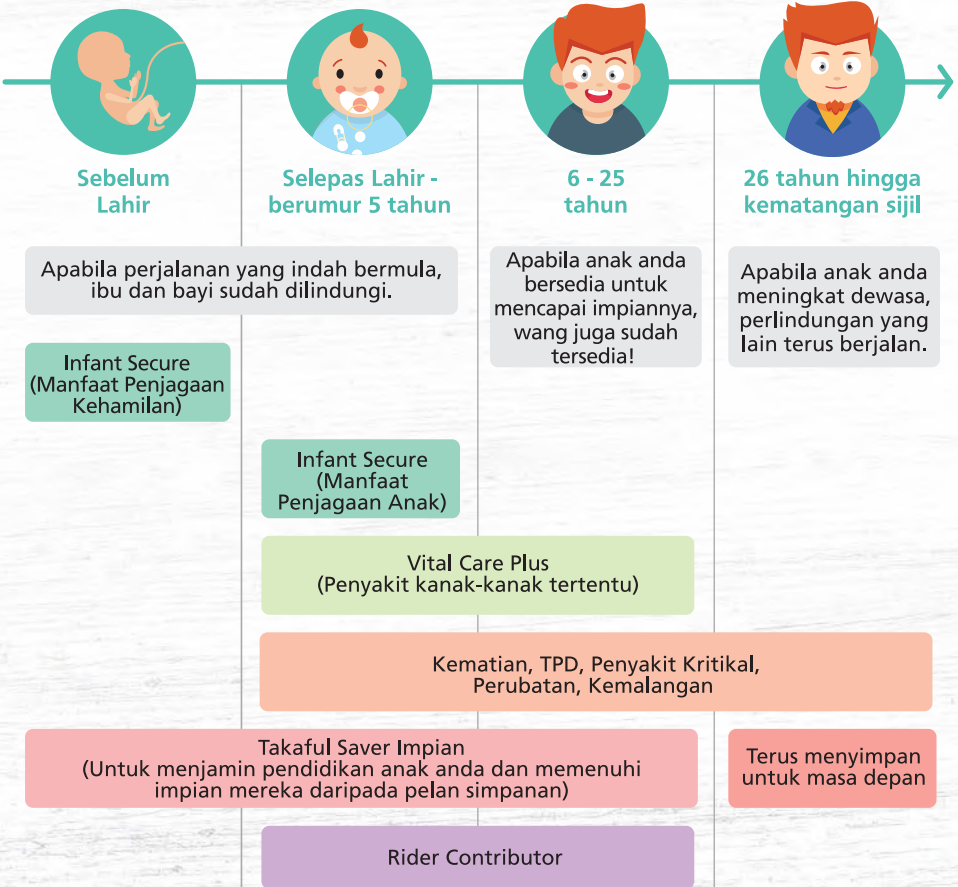 Sebelum
Lahir
Selepas Lahir -
berumur 5 tahun
6 - 25
tahun
26 tahun hingga
kematangan sijil
Apabila perjalanan yang indah bermula,
ibu dan bayi sudah dilindungi.
Apabila anak anda
bersedia untuk
mencapai impiannya,
wang juga sudah
tersedia!
Apabila anak anda
meningkat dewasa,
perlindungan yang
lain terus berjalan.
Infant Secure
(Manfaat Penjagaan
Kehamilan)
Infant Secure
(Manfaat
Penjagaan Anak)
Vital Care Plus
(Penyakit kanak-kanak tertentu)
Kematian, TPD, Penyakit Kritikal,
Perubatan, Kemalangan
Takaful Saver Impian
(Untuk menjamin pendidikan anak anda dan memenuhi
impian mereka daripada pelan simpanan)
Terus menyimpan
untuk masa depan
Rider Contributor